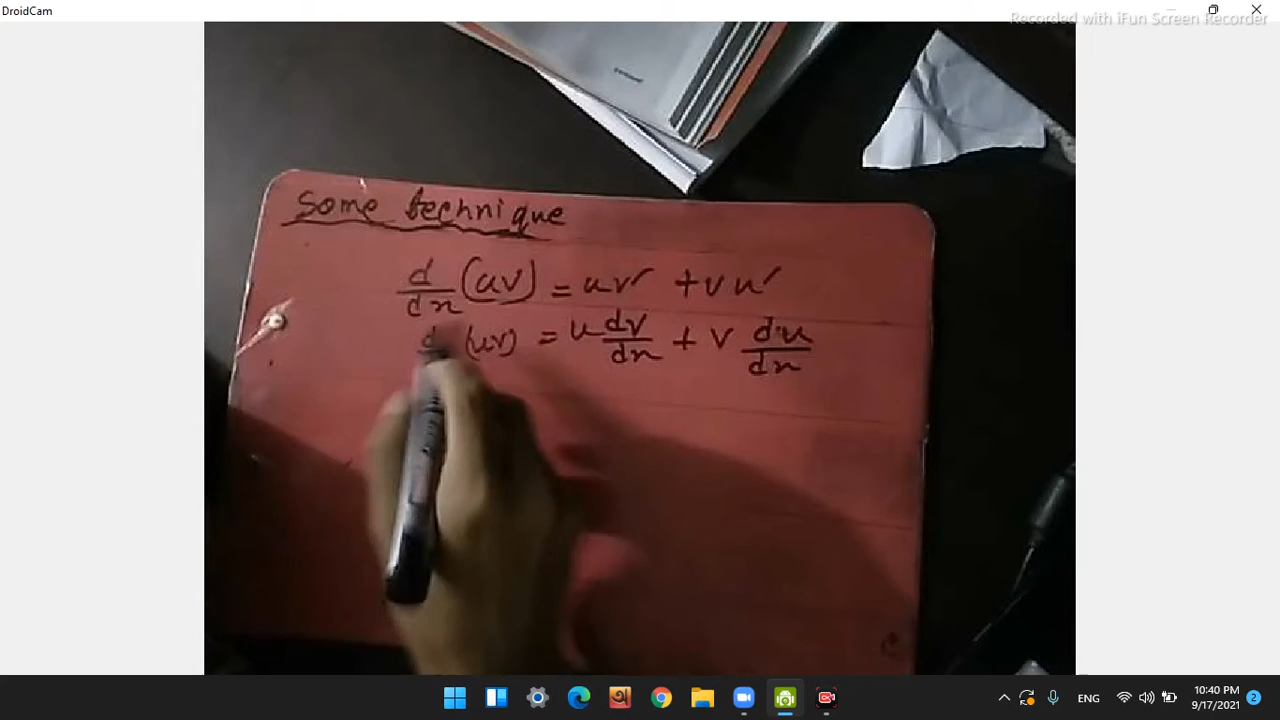 DroidCam
Recorded with iFun Screen Recorder
Some technique
d/dx (uv) = uv′ + vu′
(uv) = u dv/dx + v du/dx
ENG
10:40 PM
9/17/2021
2